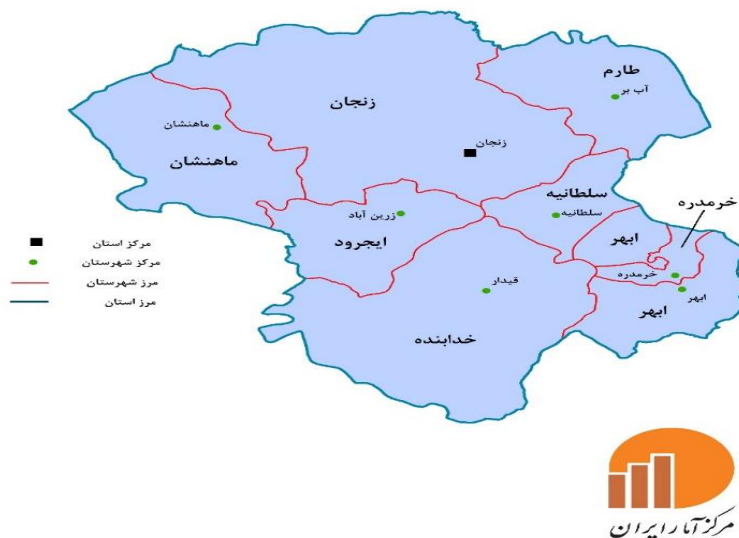 طارم
آب بر
زنجان
زنجان
ماهنشان
ماهنشان
سلطانیه
سلطانیه
خرمدره
زرین آباد
ایجرود
ابهر
خرمدره
قیدار
ابهر
ابهر
خدابنده
مرکز استان
مرکز شهرستان
مرز شهرستان
مرز استان
مرکز آمار ایران